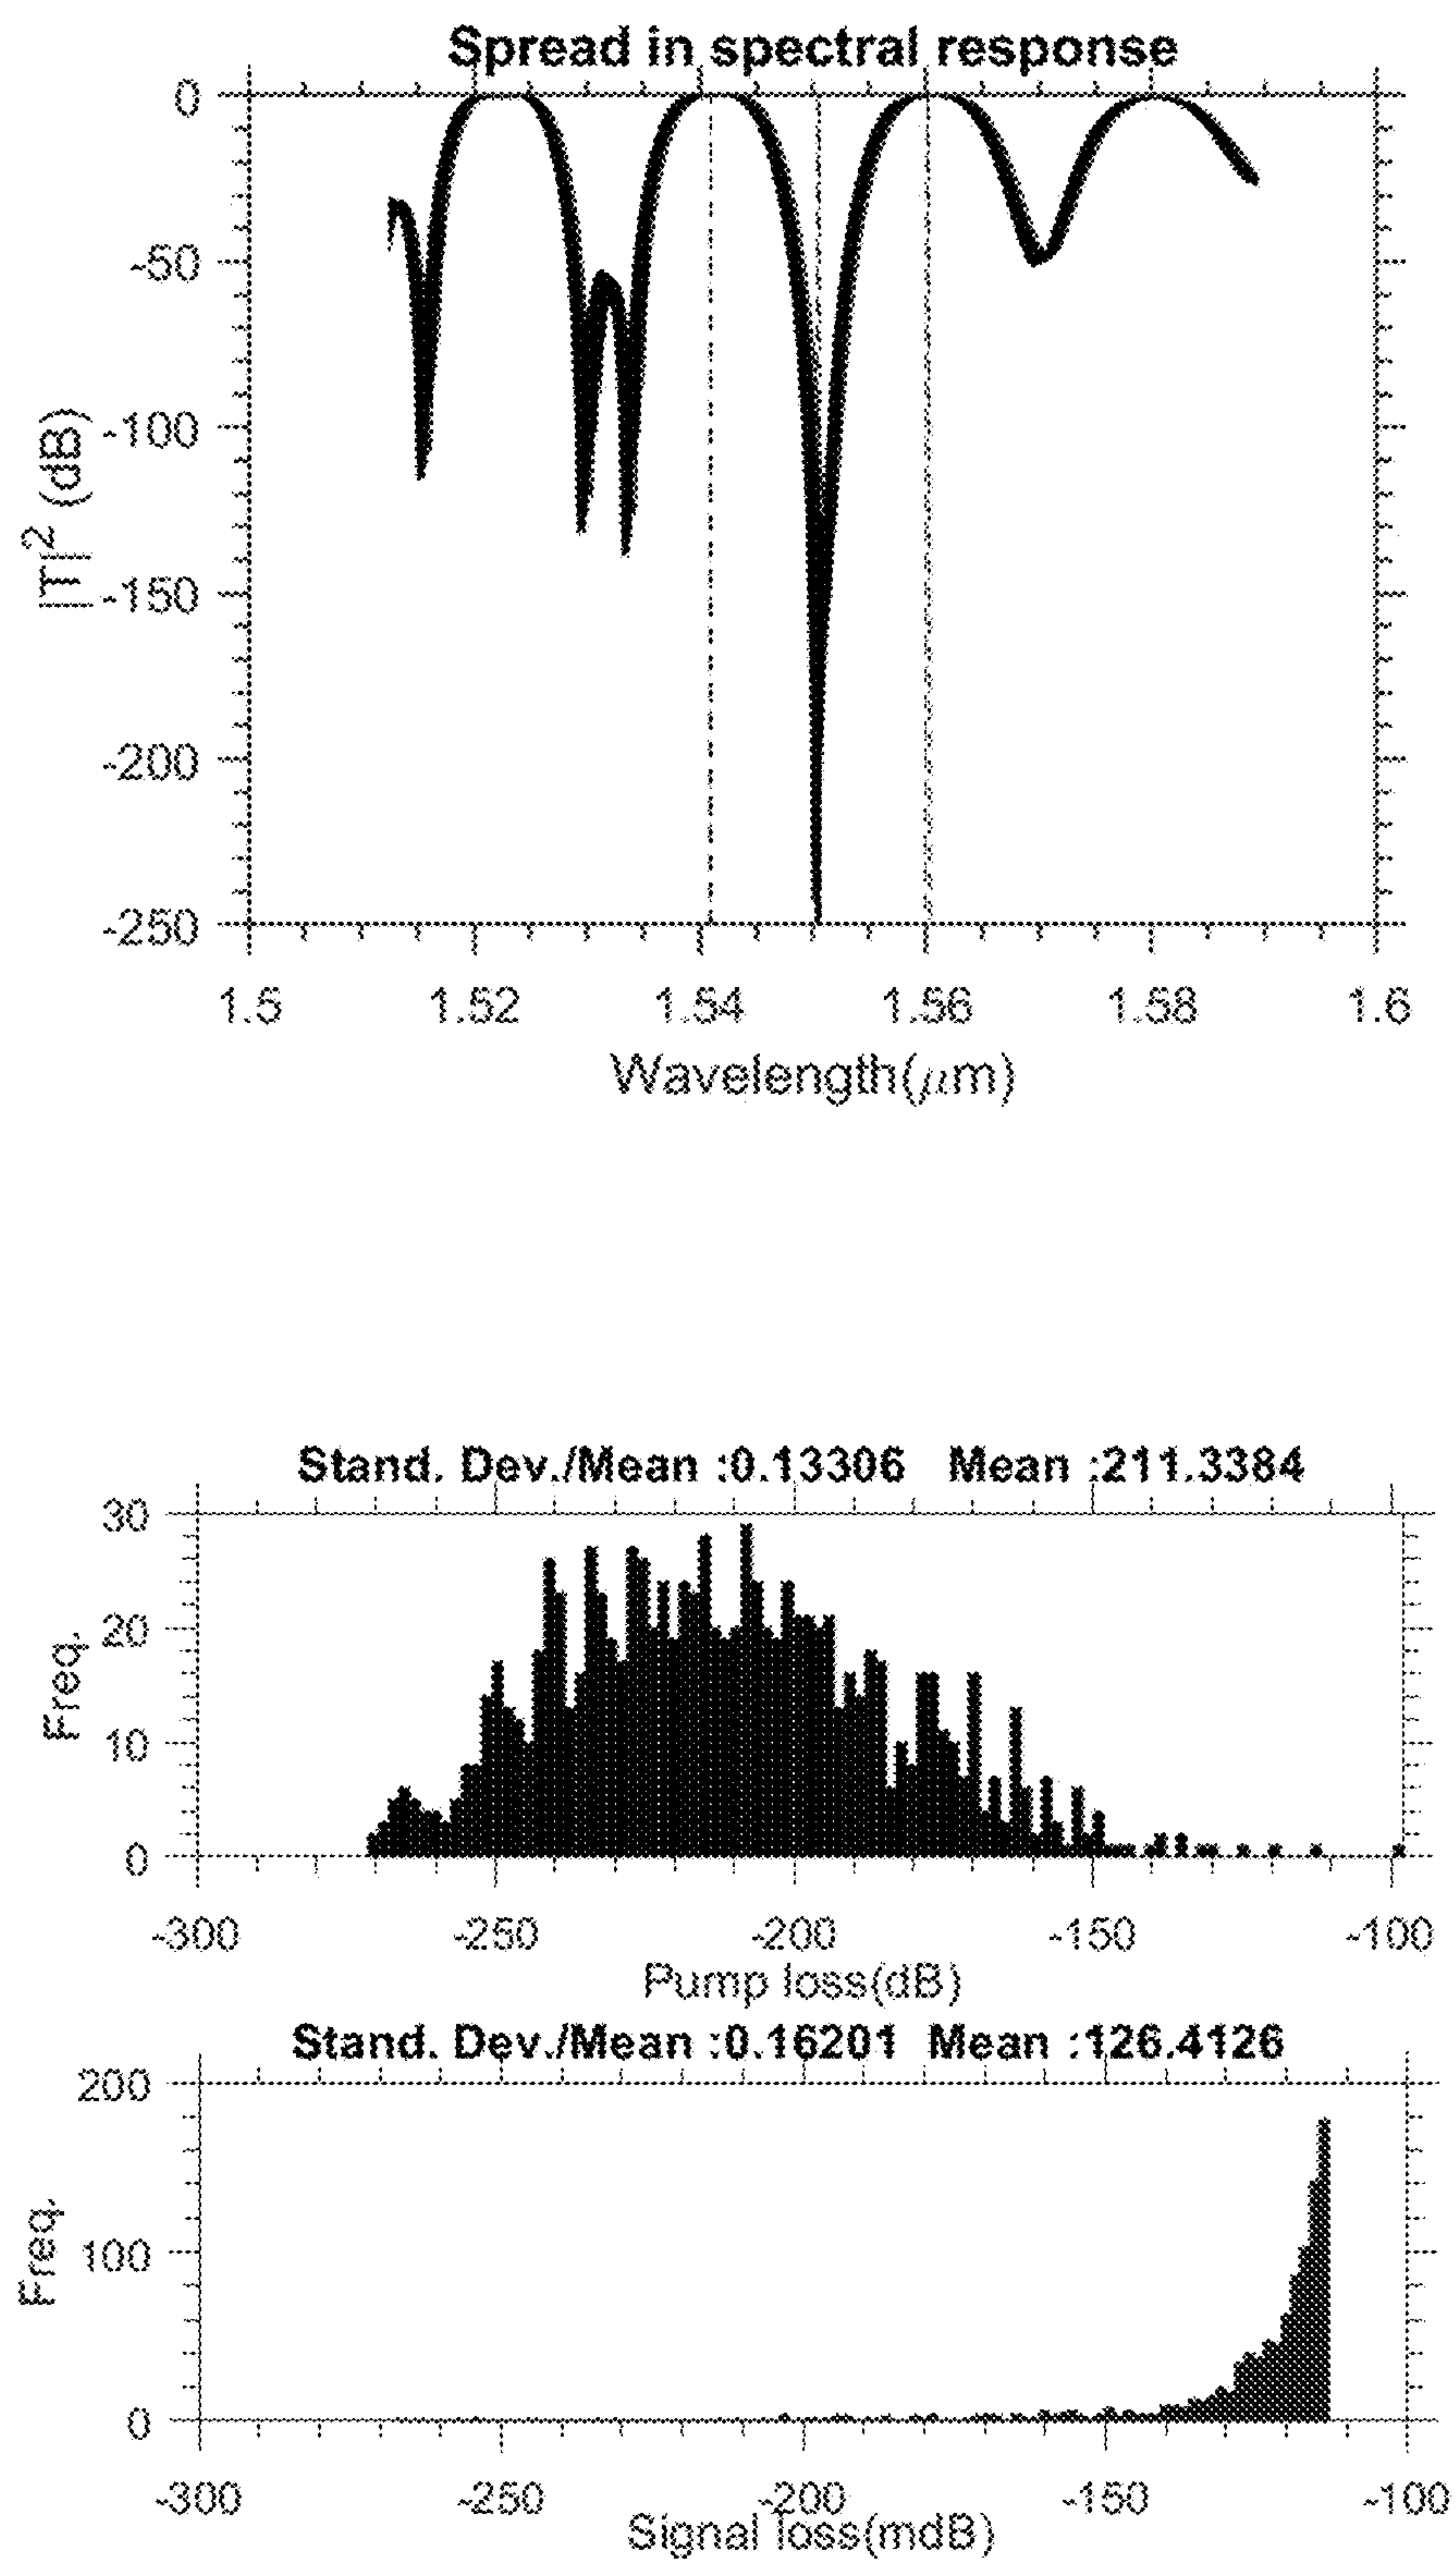 Spread in spectral response
0
-50
-100
-150
-200
-250
|T|² (dB)
1.5 1.52 1.54 1.56 1.58 1.6
Wavelength(μm)
Stand. Dev./Mean :0.13306 Mean :211.3384
30
20
10
0
Freq.
-300 -250 -200 -150 -100
Pump loss(dB)
Stand. Dev./Mean :0.16201 Mean :126.4126
200
100
0
Freq.
-300 -250 -200 -150 -100
Signal loss(mdB)